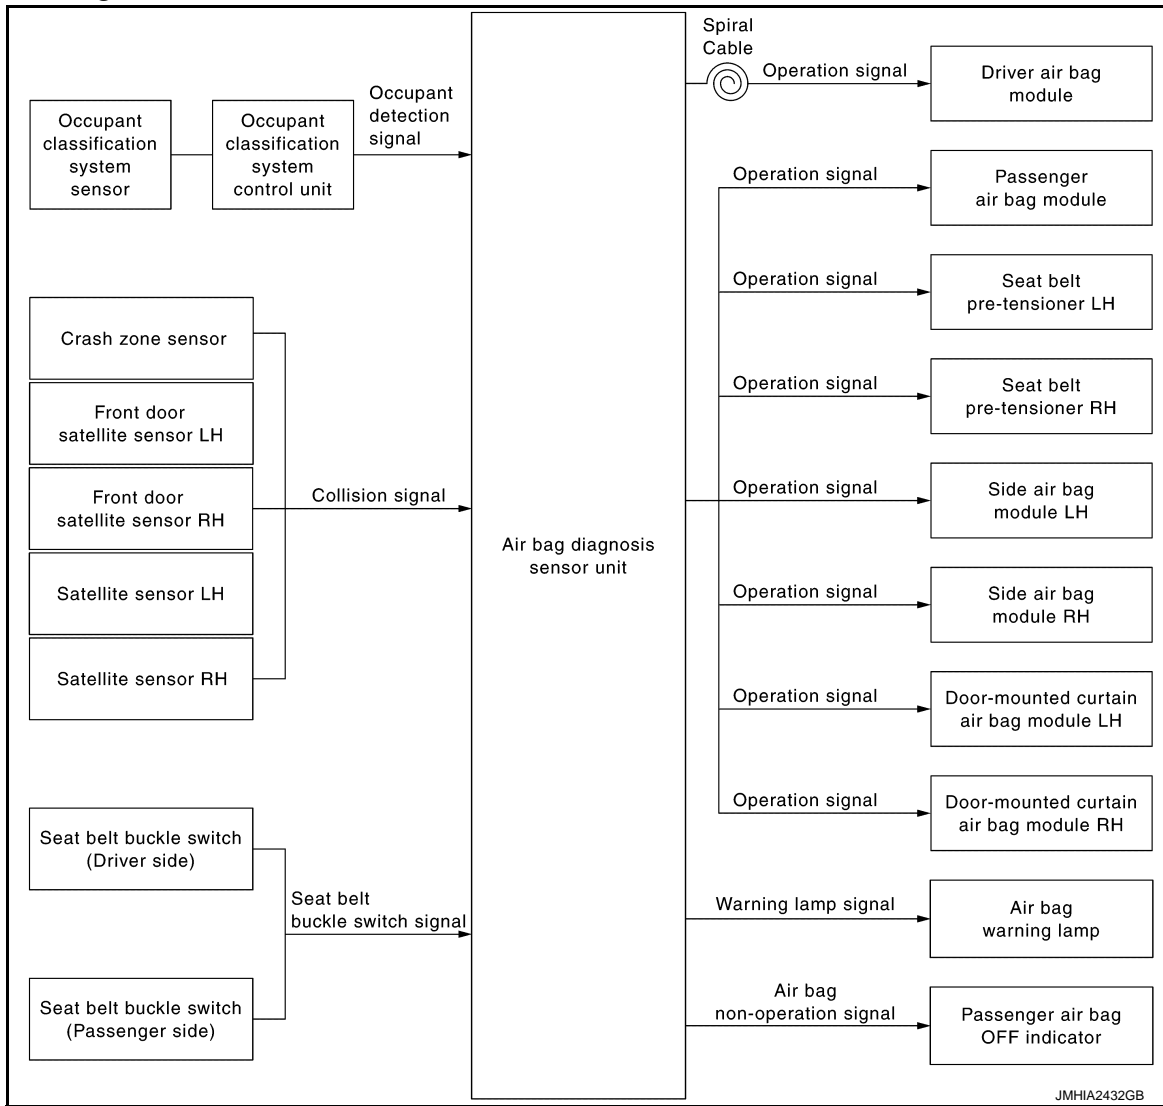 Spiral
Cable
Operation signal
Driver air bag
module
Occupant
classification
system
sensor
Occupant
classification
system
control unit
Occupant
detection
signal
Operation signal
Passenger
air bag module
Operation signal
Seat belt
pre-tensioner LH
Crash zone sensor
Operation signal
Seat belt
pre-tensioner RH
Front door
satellite sensor LH
Front door
satellite sensor RH
Collision signal
Operation signal
Side air bag
module LH
Air bag diagnosis
sensor unit
Satellite sensor LH
Operation signal
Side air bag
module RH
Satellite sensor RH
Operation signal
Door-mounted curtain
air bag module LH
Operation signal
Door-mounted curtain
air bag module RH
Seat belt buckle switch
(Driver side)
Seat belt
buckle switch signal
Warning lamp signal
Air bag
warning lamp
Seat belt buckle switch
(Passenger side)
Air bag
non-operation signal
Passenger air bag
OFF indicator
JMHIA2432GB